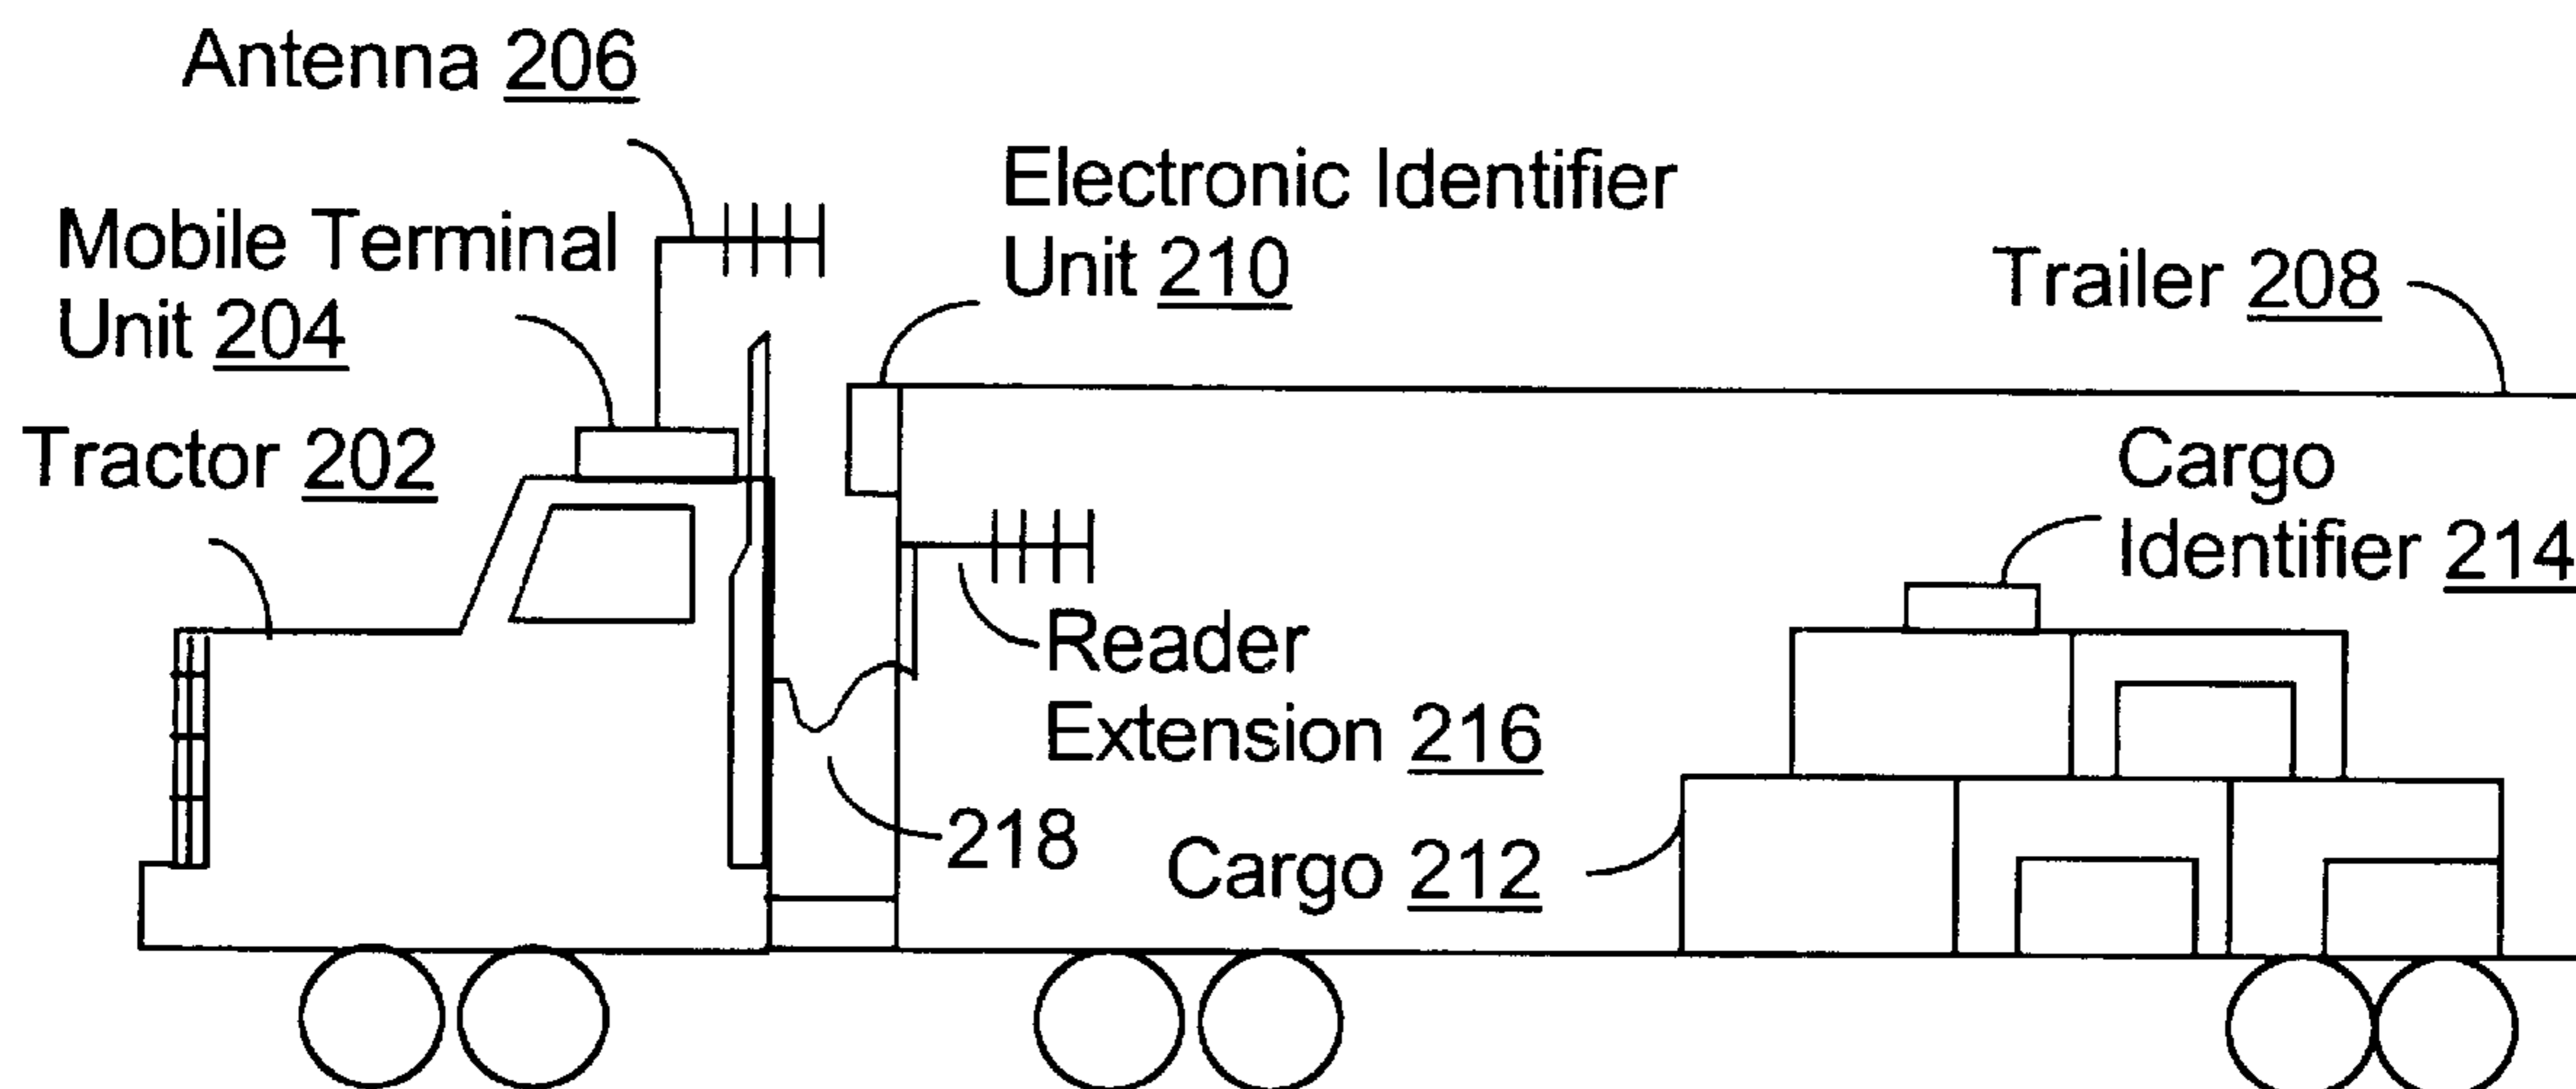 Antenna 206
Mobile Terminal
Unit 204
Tractor 202
Electronic Identifier
Unit 210
Trailer 208
Cargo
Identifier 214
Reader
Extension 216
218
Cargo 212